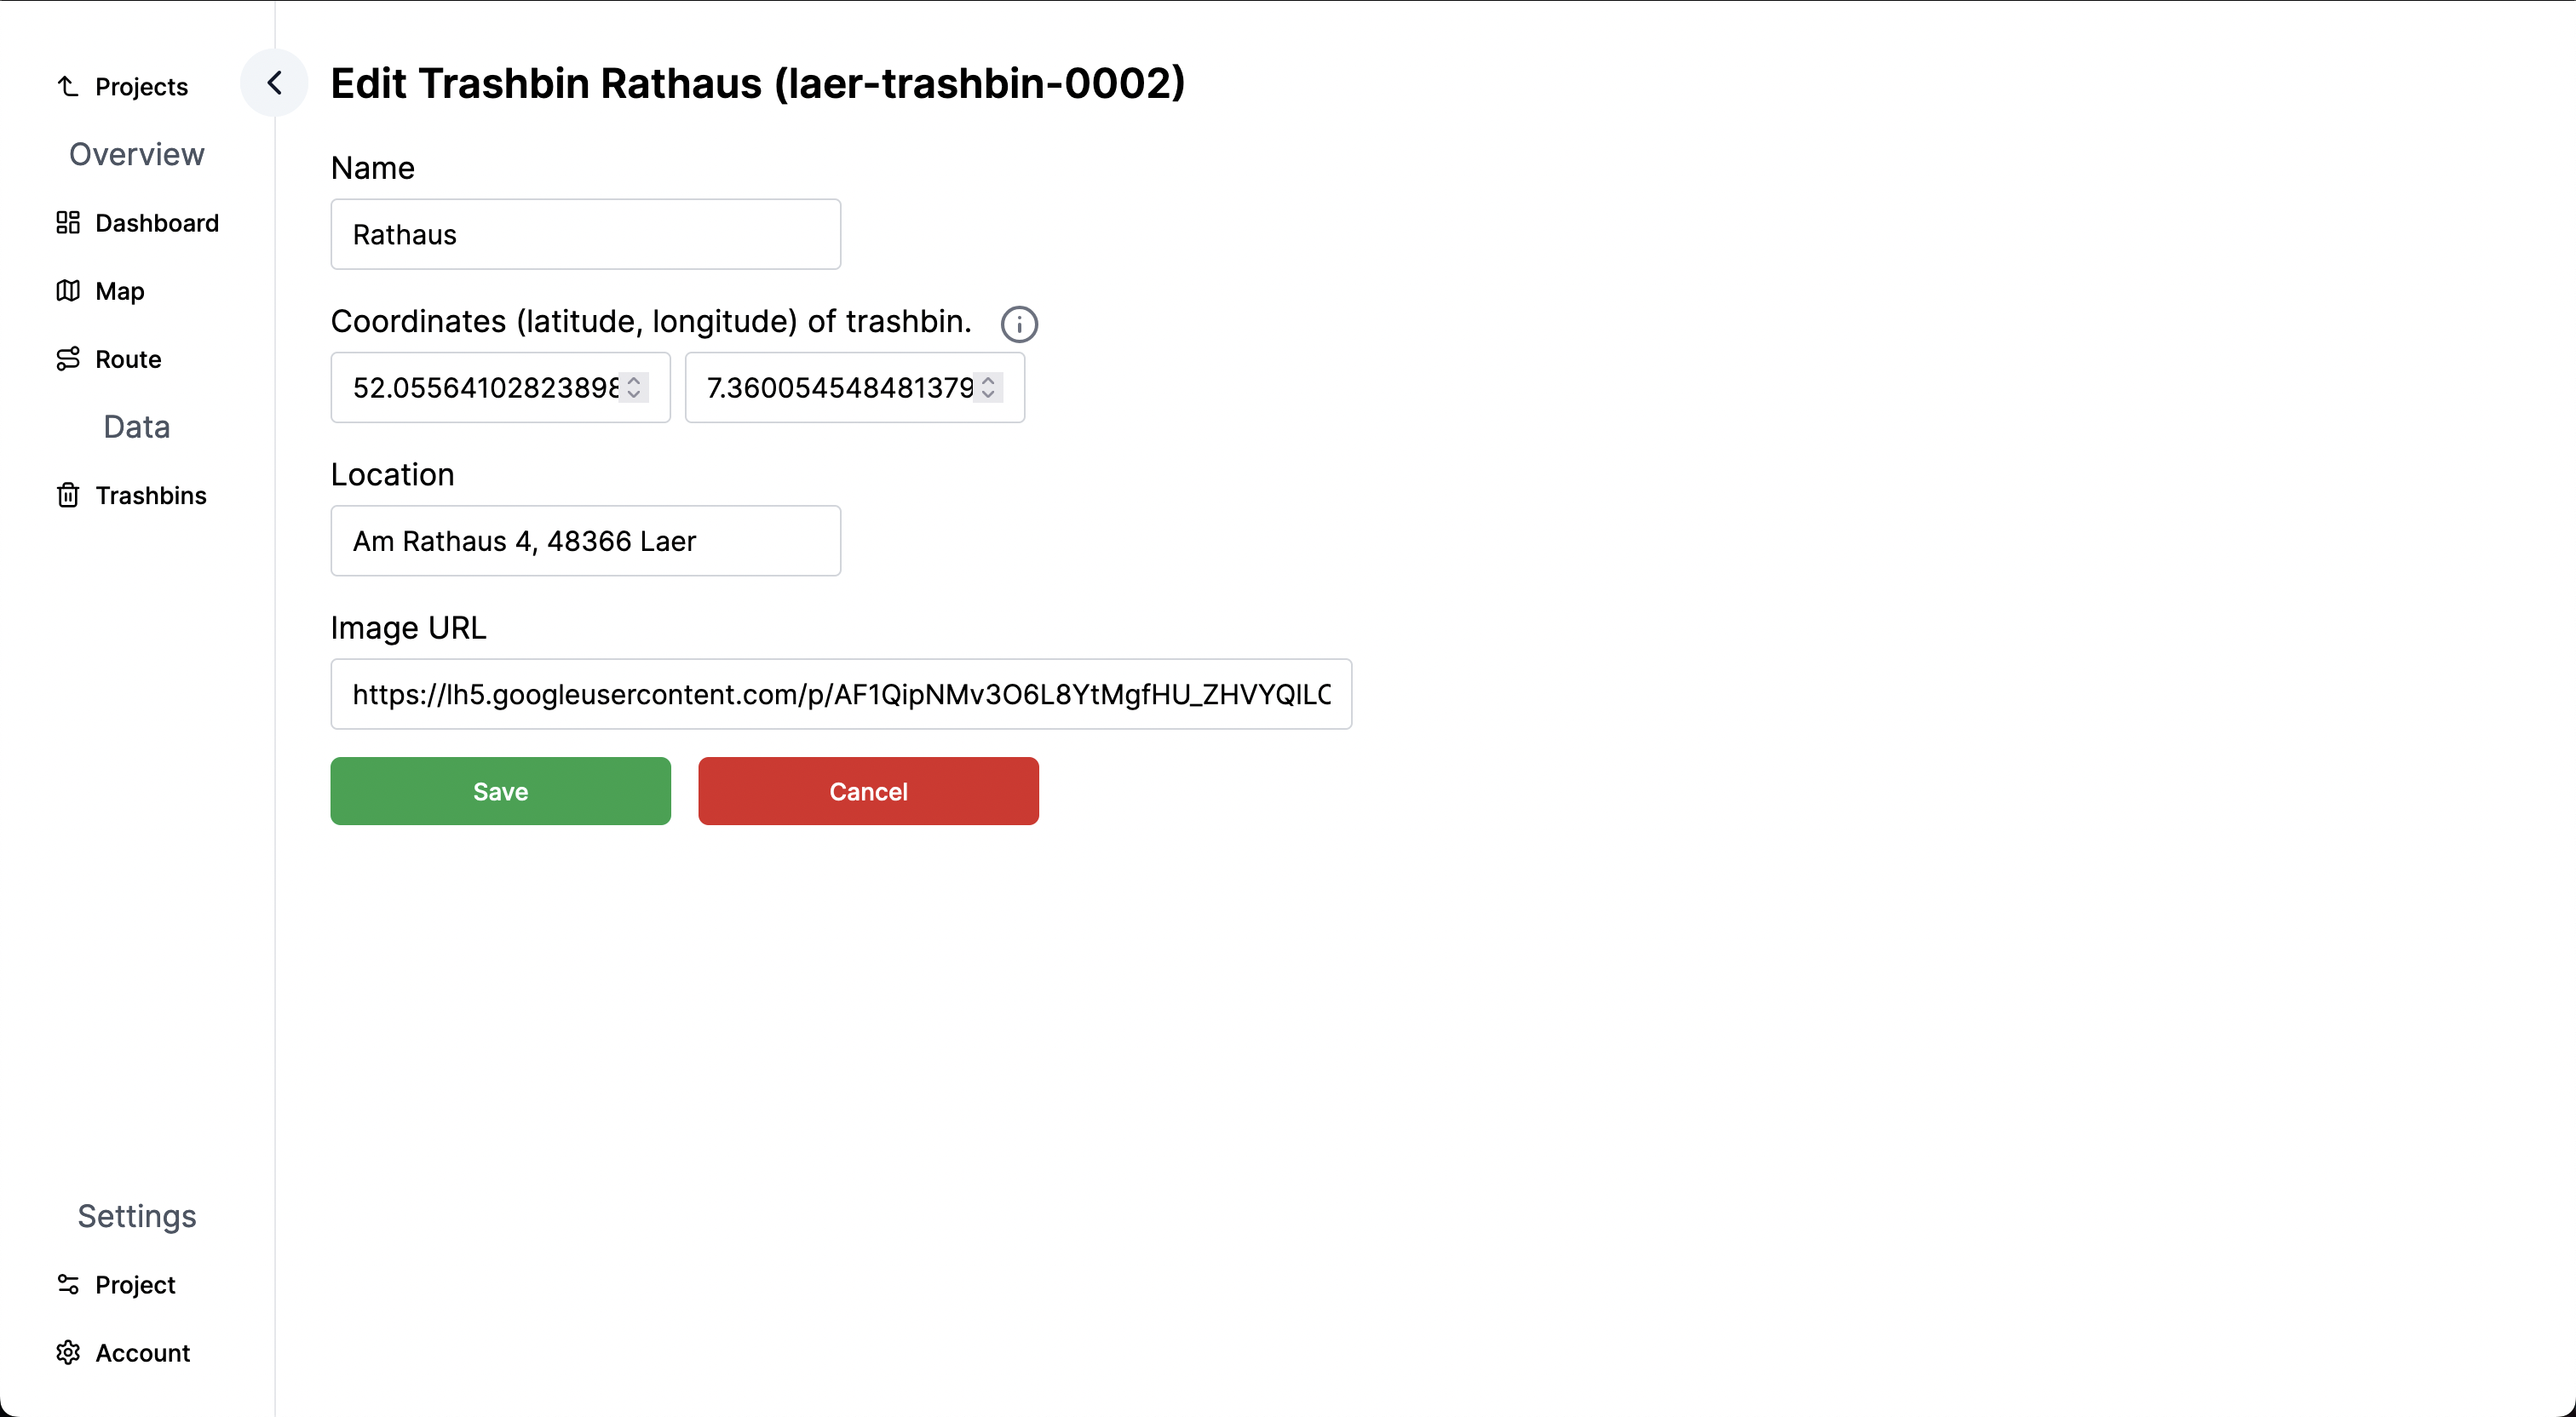 Projects
Overview
Dashboard
Map
Route
Data
Trashbins
Settings
Project
Account
Edit Trashbin Rathaus (laer-trashbin-0002)
Name
Rathaus
Coordinates (latitude, longitude) of trashbin.
52.05564102823898 7.360054548481379
Location
Am Rathaus 4, 48366 Laer
Image URL
https://lh5.googleusercontent.com/p/AF1QipNMv3O6L8YtMgfHU_ZHVYQILC
Save Cancel